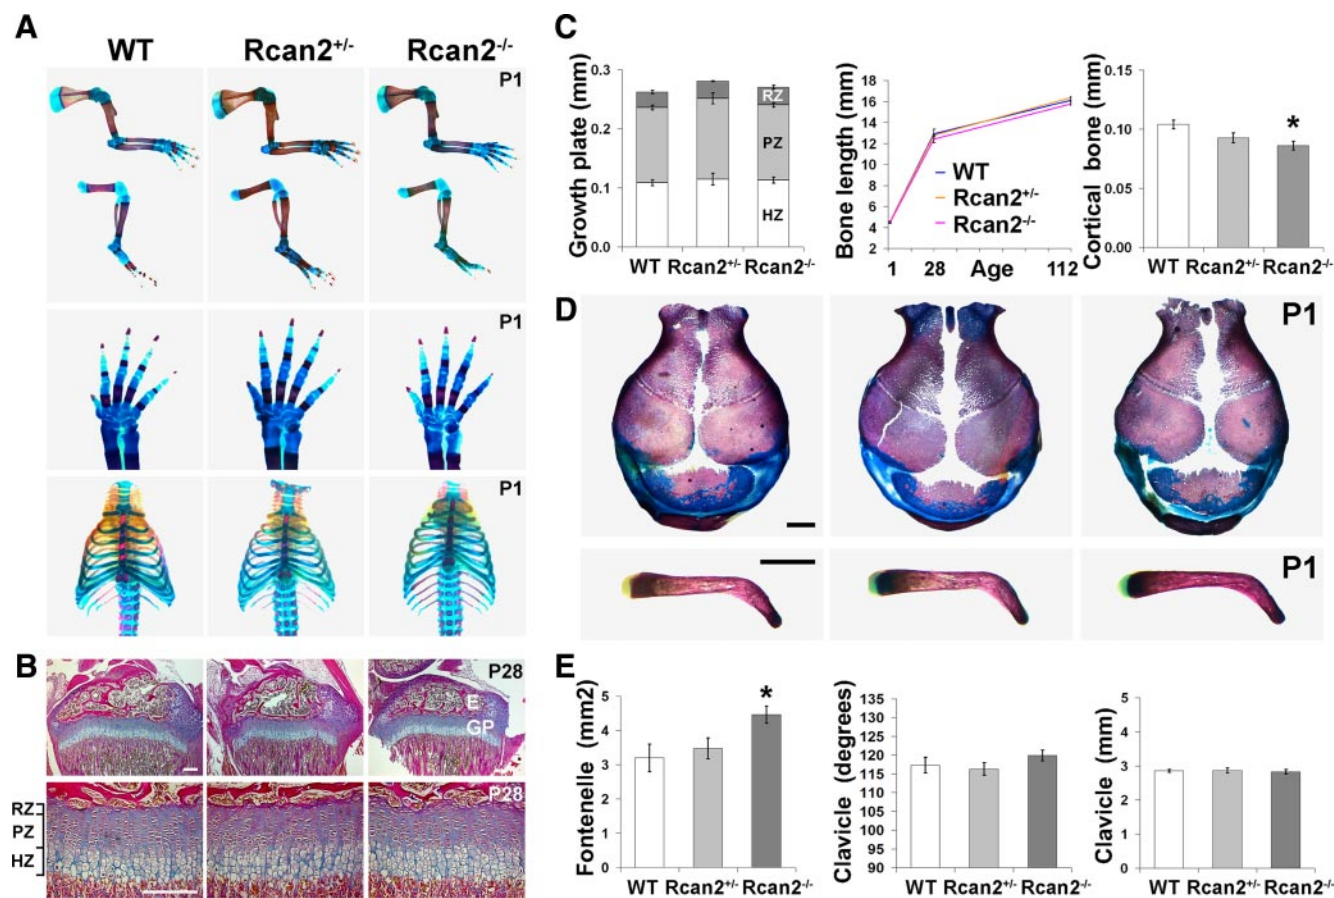 A
WT Rcan2+/- Rcan2-/-
P1
P1
P1
B
P28
E
GP
P28
RZ
PZ
HZ
C
Growth plate (mm)
0.3
0.2
0.1
0.0
RZ
PZ
HZ
WT Rcan2+/- Rcan2-/-
Bone length (mm)
18
16
14
12
10
8
6
4
2
WT
Rcan2+/-
Rcan2-/-
1 28 Age 112
Cortical bone (mm)
0.15
0.10
0.05
0.00
*
WT Rcan2+/- Rcan2-/-
D
P1
P1
E
Fontenelle (mm2)
5
4
3
2
1
0
*
WT Rcan2+/- Rcan2-/-
Clavicle (degrees)
135
130
125
120
115
110
105
100
95
90
WT Rcan2+/- Rcan2-/-
Clavicle (mm)
5
4
3
2
1
0
WT Rcan2+/- Rcan2-/-